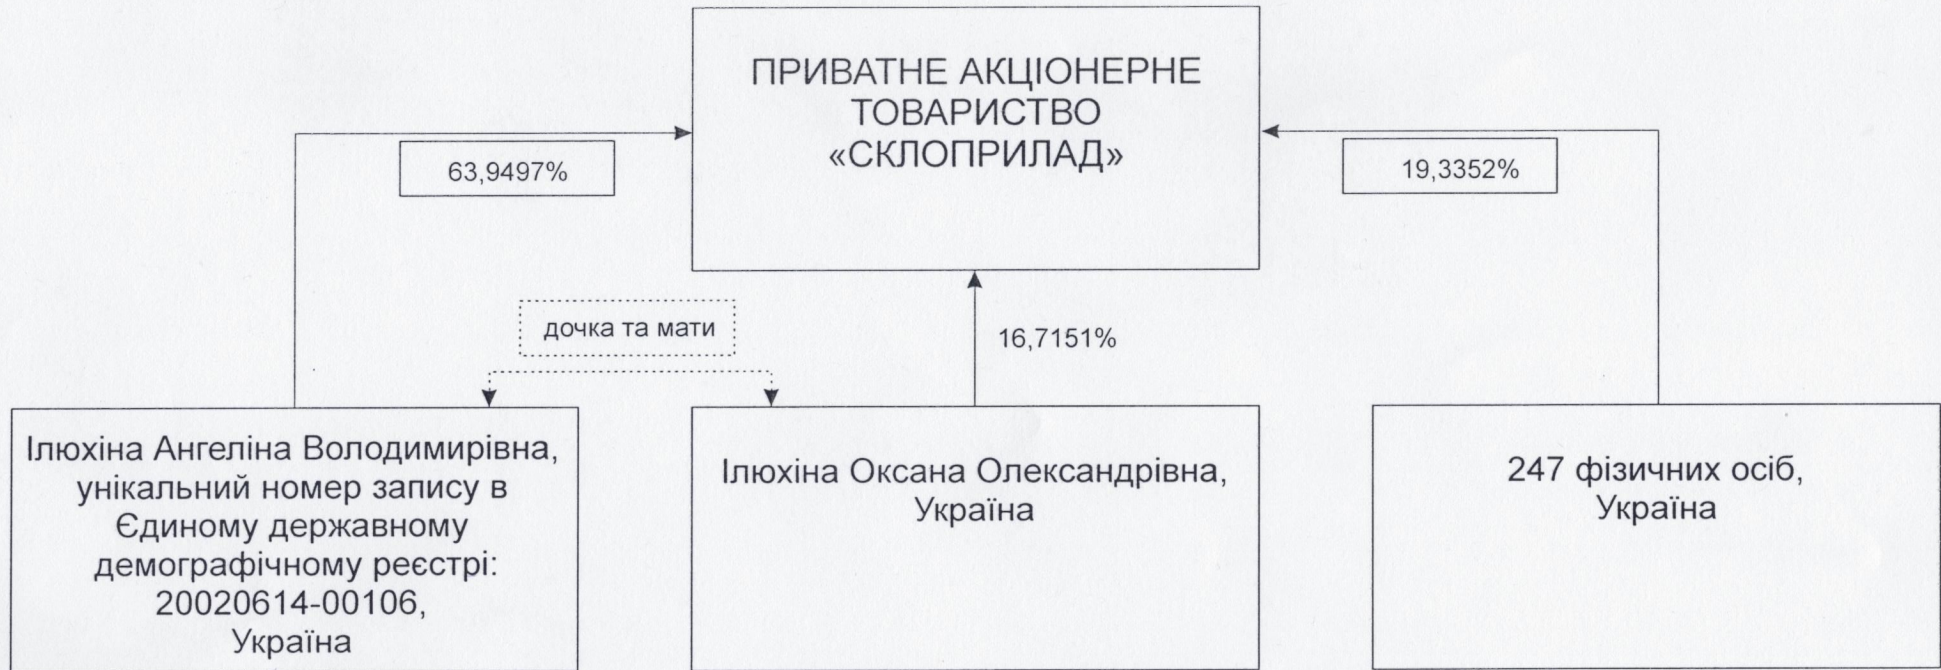 ПРИВАТНЕ АКЦІОНЕРНЕ
ТОВАРИСТВО
«СКЛОПРИЛАД»
63,9497%
19,3352%
дочка та мати
16,7151%
Ілюхіна Ангеліна Володимирівна,
унікальний номер запису в
Єдиному державному
демографічному реєстрі:
20020614-00106,
Україна
Ілюхіна Оксана Олександрівна,
Україна
247 фізичних осіб,
Україна